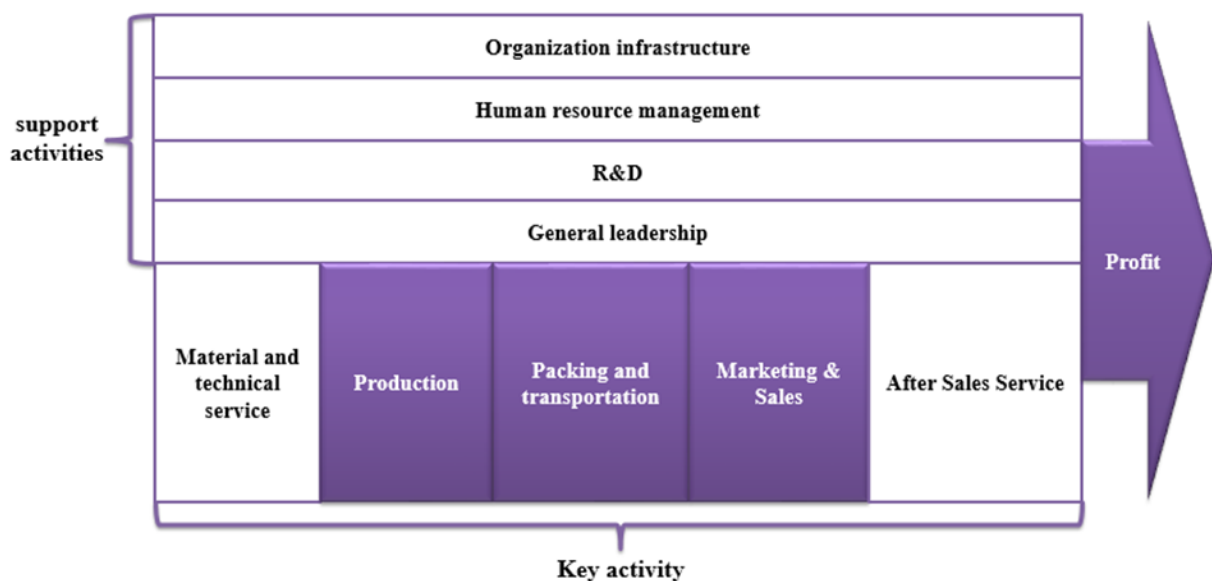 Organization infrastructure
Human resource management
support
activities
R&D
General leadership
Profit
Material and
technical
service
Production
Packing and
transportation
Marketing &
Sales
After Sales Service
Key activity